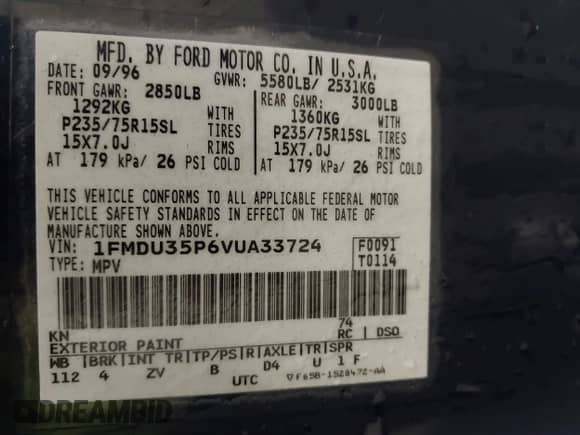 MFD. BY FORD MOTOR CO. IN U.S.A.
DATE: 09/96 GVWR: 5580LB/ 2531KG
FRONT GAWR: 2850LB REAR GAWR: 3000LB
1292KG WITH 1360KG WITH
P235/75R15SL TIRES P235/75R15SL TIRES
15X7.0J RIMS 15X7.0J RIMS
AT 179 kPa/ 26 PSI COLD AT 179 kPa/ 26 PSI COLD
THIS VEHICLE CONFORMS TO ALL APPLICABLE FEDERAL MOTOR
VEHICLE SAFETY STANDARDS IN EFFECT ON THE DATE OF
MANUFACTURE SHOWN ABOVE.
VIN: 1FMDU35P6VUA33724 F0091
TYPE: MPV T0114
KN 74
EXTERIOR PAINT RC DSO
WB BRK INT TR TP/PS R AXLE TR SPR
112 4 ZV B D4 U 1 F
UTC F65B-1520472-AA
DREAMBID